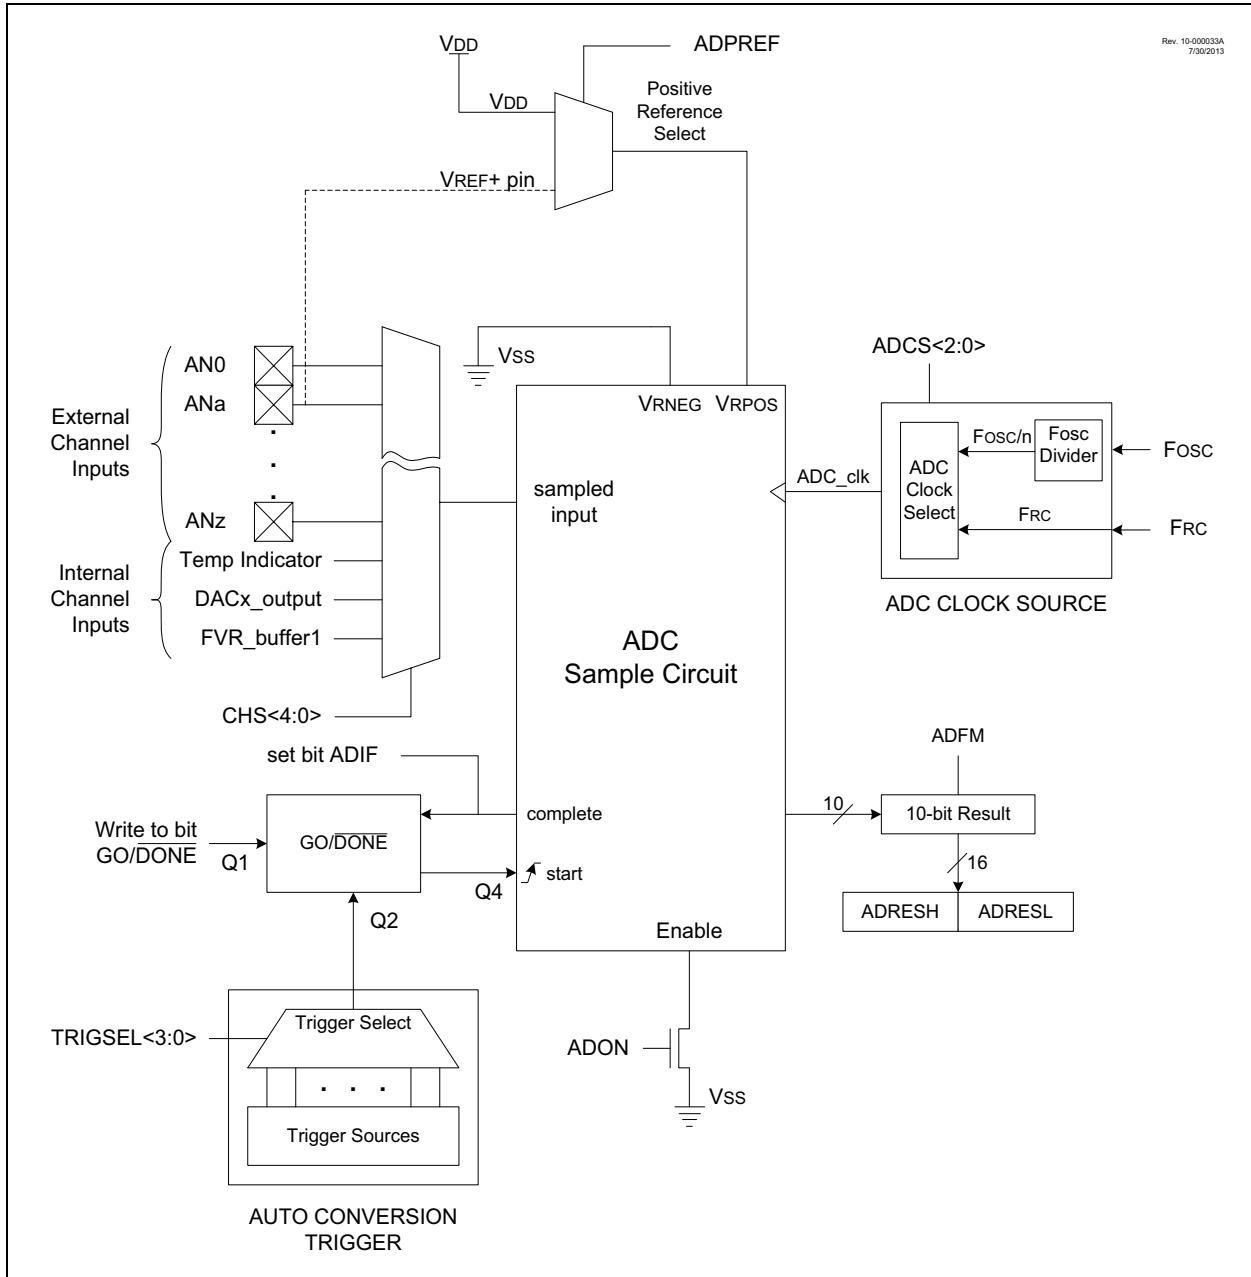 Rev. 10-000033A
7/30/2013
VDD
ADPREF
VDD
Positive
Reference
Select
VREF+ pin
External
Channel
Inputs
AN0
ANa
.
.
.
ANz
Internal
Channel
Inputs
Temp Indicator
DACx_output
FVR_buffer1
CHS<4:0>
VSS
VRNEG VRPOS
sampled
input
ADC
Sample Circuit
ADC_clk
ADCS<2:0>
ADC
Clock
Select
FOSC/n
Fosc
Divider
FOSC
FRC
FRC
ADC CLOCK SOURCE
set bit ADIF
complete
Write to bit
GO/DONE
Q1
GO/DONE
Q4
start
Q2
Enable
ADFM
10
10-bit Result
16
ADRESH ADRESL
ADON
VSS
TRIGSEL<3:0>
Trigger Select
. . .
Trigger Sources
AUTO CONVERSION
TRIGGER